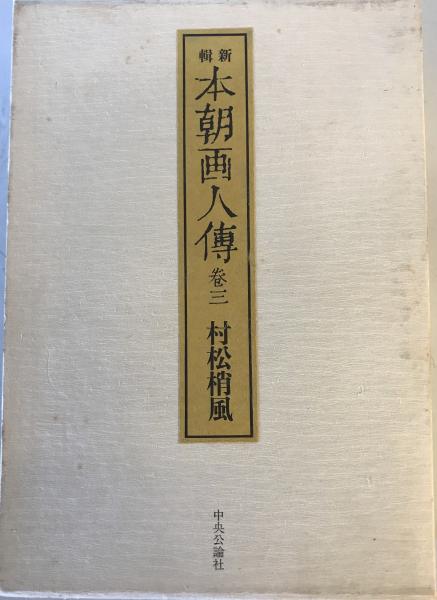 新輯
本朝画人傳
巻三
村松梢風
中央公論社